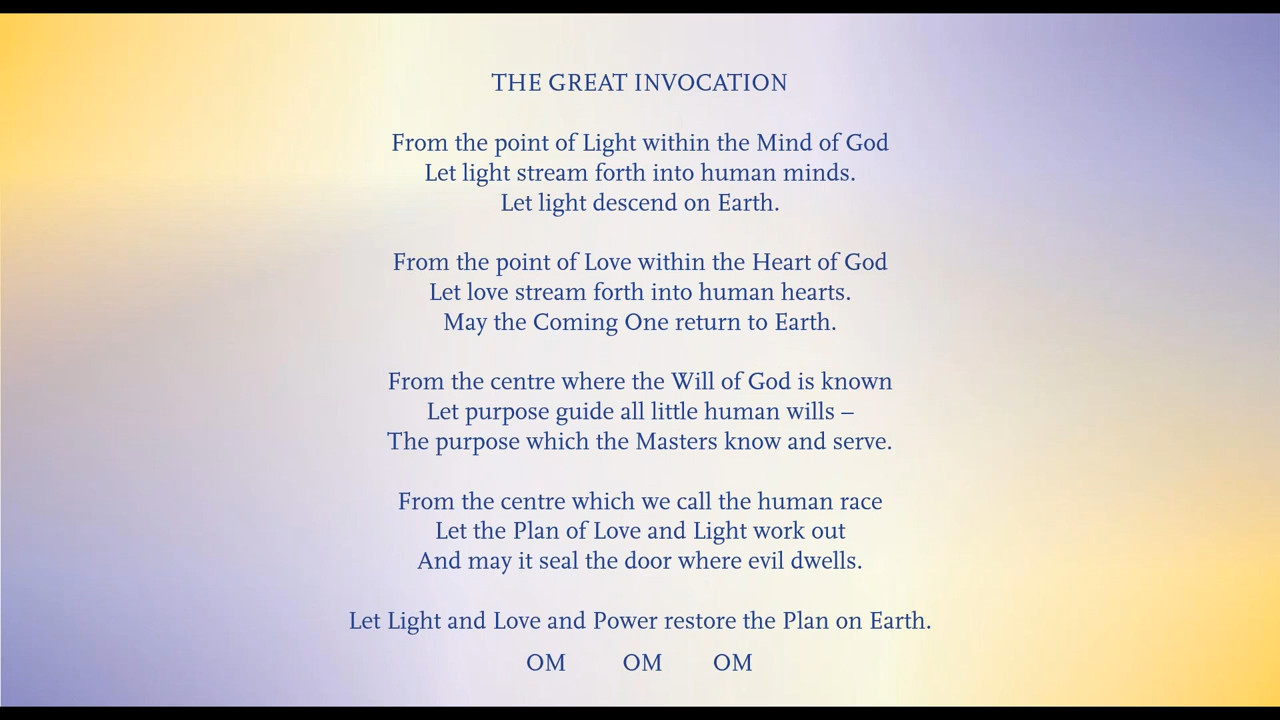 THE GREAT INVOCATION
From the point of Light within the Mind of God
Let light stream forth into human minds.
Let light descend on Earth.
From the point of Love within the Heart of God
Let love stream forth into human hearts.
May the Coming One return to Earth.
From the centre where the Will of God is known
Let purpose guide all little human wills –
The purpose which the Masters know and serve.
From the centre which we call the human race
Let the Plan of Love and Light work out
And may it seal the door where evil dwells.
Let Light and Love and Power restore the Plan on Earth.
OM OM OM